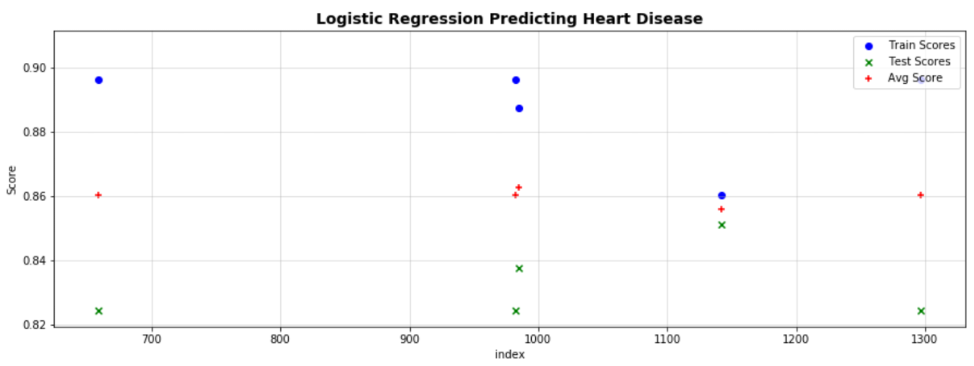 Logistic Regression Predicting Heart Disease
Train Scores
Test Scores
Avg Score
0.90
0.88
0.86
0.84
0.82
Score
700
800
900
1000
1100
1200
1300
index